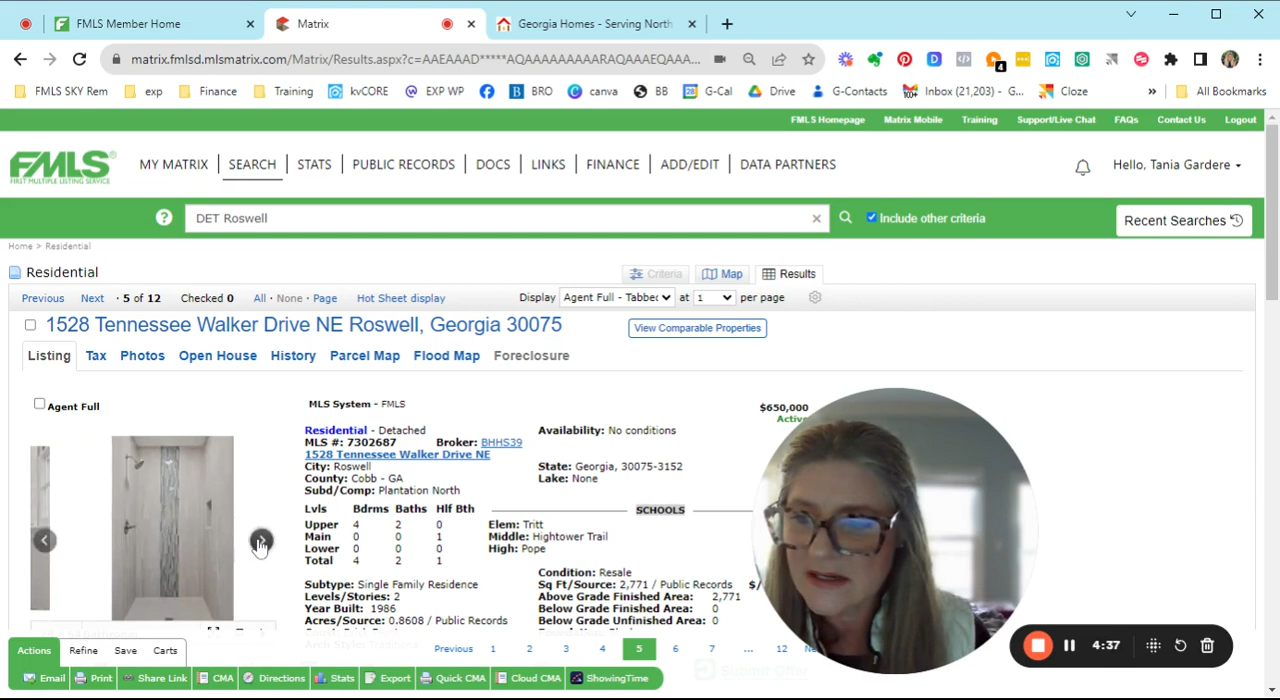 FMLS Member Home
Matrix
Georgia Homes - Serving North
matrix.fmlsd.mlsmatrix.com/Matrix/Results.aspx?c=AAEAAAD*****AQAAAAAAAAARAQAAAEQAAA...
4
FMLS SKY Rem
exp
Finance
Training
kvCORE
EXP WP
BRO
canva
BB
G-Cal
Drive
G-Contacts
Inbox (21,203) - G...
Cloze
»
All Bookmarks
FMLS Homepage
Matrix Mobile
Training
Support/Live Chat
FAQs
Contact Us
Logout
FMLS
FIRST MULTIPLE LISTING SERVICE
MY MATRIX
SEARCH
STATS
PUBLIC RECORDS
DOCS
LINKS
FINANCE
ADD/EDIT
DATA PARTNERS
Hello, Tania Gardere
DET Roswell
Include other criteria
Recent Searches
Home > Residential
Residential
Criteria
Map
Results
Previous Next · 5 of 12 Checked 0 All · None · Page Hot Sheet display
Display Agent Full - Tabbed at 1 per page
1528 Tennessee Walker Drive NE Roswell, Georgia 30075
View Comparable Properties
Listing Tax Photos Open House History Parcel Map Flood Map Foreclosure
Agent Full
MLS System - FMLS
$650,000
Active
Residential - Detached
Availability: No conditions
MLS #: 7302687 Broker: BHHS39
1528 Tennessee Walker Drive NE
City: Roswell
State: Georgia, 30075-3152
County: Cobb - GA
Lake: None
Subd/Comp: Plantation North
Lvls Bdrms Baths Hlf Bth
SCHOOLS
Upper 4 2 0
Elem: Tritt
Main 0 0 1
Middle: Hightower Trail
Lower 0 0 0
High: Pope
Total 4 2 1
Condition: Resale
Subtype: Single Family Residence
Sq Ft/Source: 2,771 / Public Records
$/
Levels/Stories: 2
Above Grade Finished Area: 2,771
Year Built: 1986
Below Grade Finished Area: 0
Acres/Source: 0.8608 / Public Records
Below Grade Unfinished Area: 0
Actions Refine Save Carts
Previous 1 2 3 4 5 6 7 ... 12
Email Print Share Link CMA Directions Stats Export Quick CMA Cloud CMA ShowingTime
Submit Offer
4:37